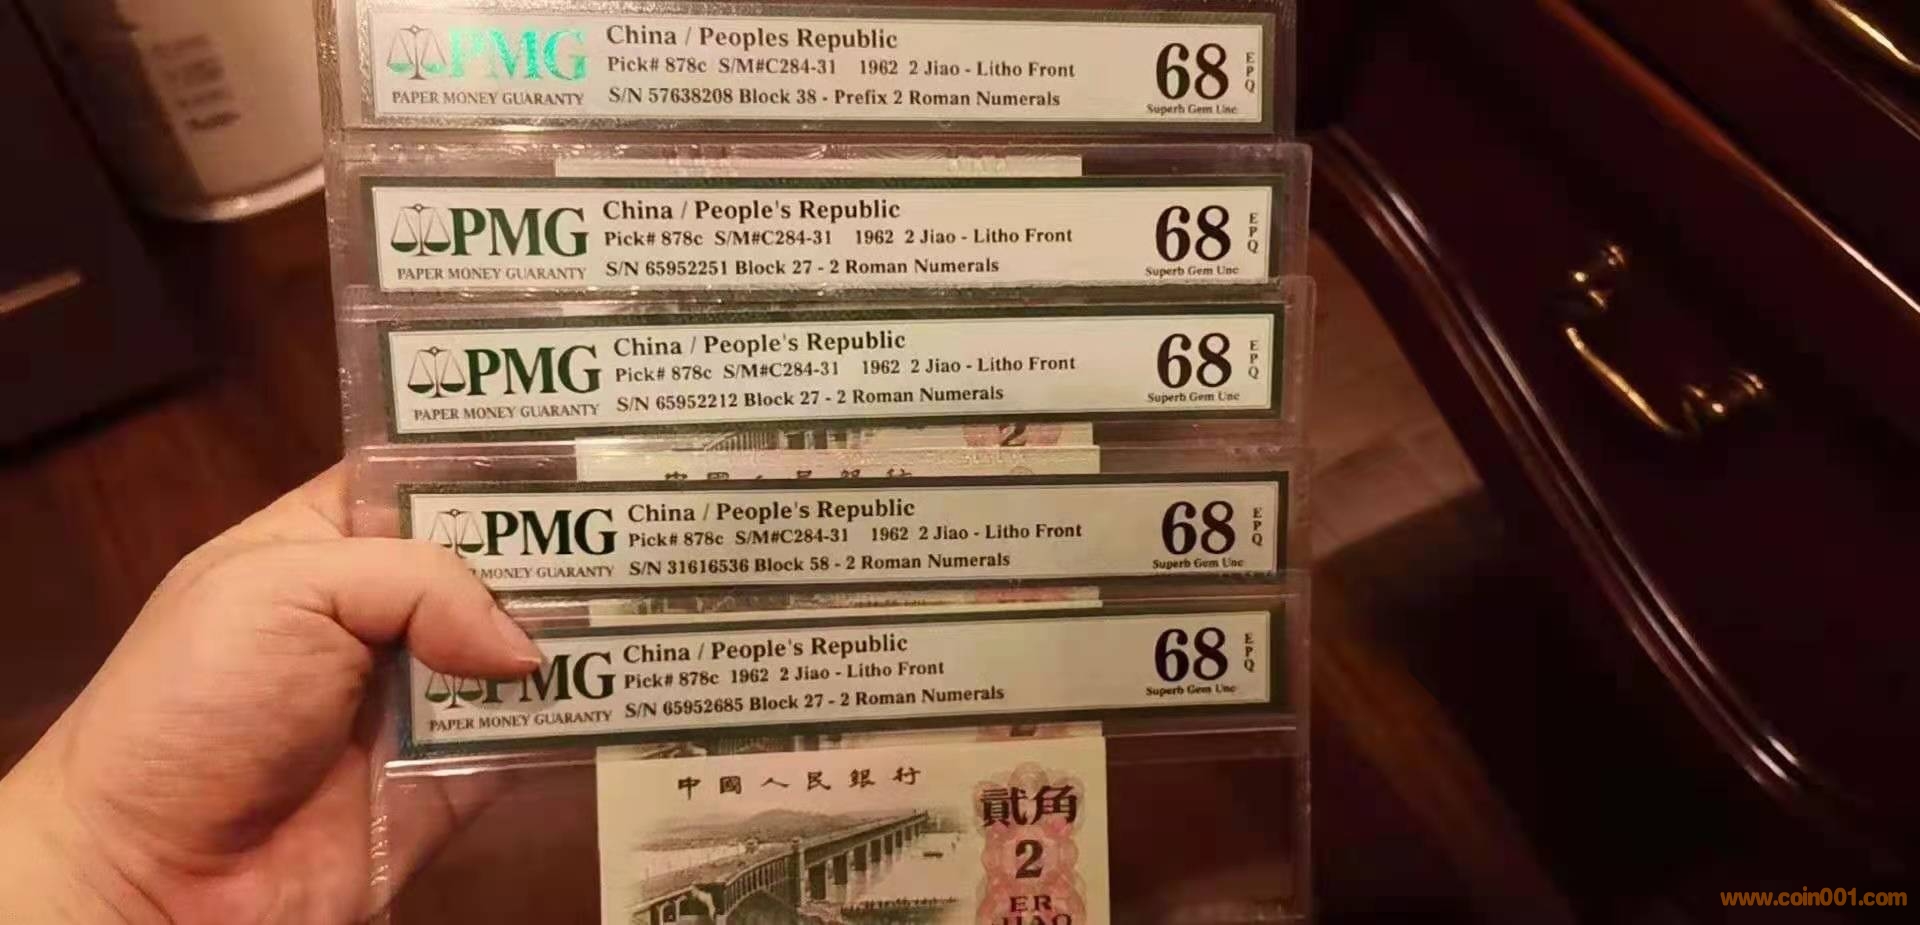 PMG
PAPER MONEY GUARANTY
China / Peoples Republic
Pick# 878c S/M#C284-31 1962 2 Jiao - Litho Front
S/N 57638208 Block 38 - Prefix 2 Roman Numerals
68
EPQ
Superb Gem Unc
PMG
PAPER MONEY GUARANTY
China / People's Republic
Pick# 878c S/M#C284-31 1962 2 Jiao - Litho Front
S/N 65952251 Block 27 - 2 Roman Numerals
68
EPQ
Superb Gem Unc
PMG
PAPER MONEY GUARANTY
China / People's Republic
Pick# 878c S/M#C284-31 1962 2 Jiao - Litho Front
S/N 65952212 Block 27 - 2 Roman Numerals
68
EPQ
Superb Gem Unc
2
PMG
MONEY GUARANTY
China / People's Republic
Pick# 878c S/M#C284-31 1962 2 Jiao - Litho Front
S/N 31616536 Block 58 - 2 Roman Numerals
68
EPQ
Superb Gem Unc
PMG
PAPER MONEY GUARANTY
China / People's Republic
Pick# 878c 1962 2 Jiao - Litho Front
S/N 65952685 Block 27 - 2 Roman Numerals
68
EPQ
Superb Gem Unc
中國人民銀行
貳角
2
ER
JIAO
www.coin001.com